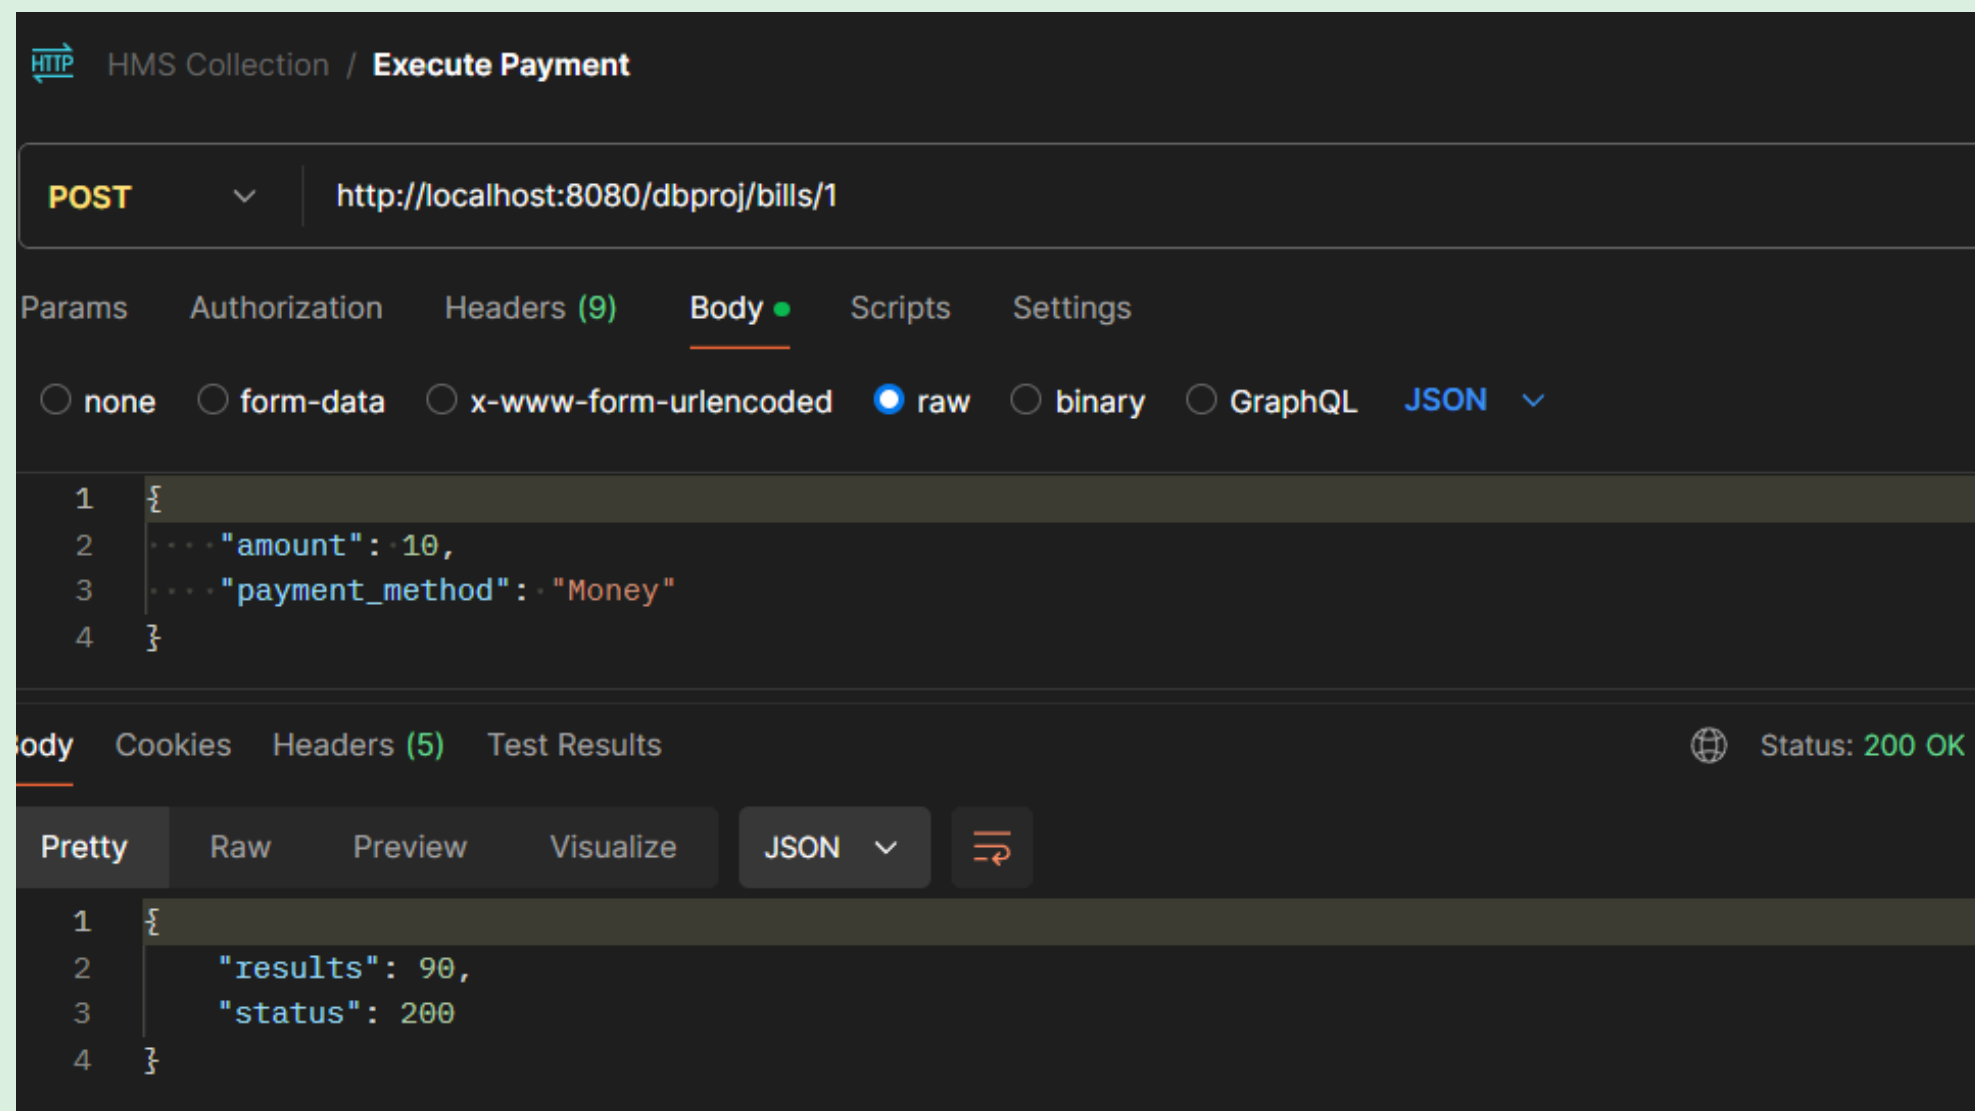 HTTP HMS Collection / Execute Payment
POST http://localhost:8080/dbproj/bills/1
Params Authorization Headers (9) Body Scripts Settings
none form-data x-www-form-urlencoded raw binary GraphQL JSON
1 {
2 "amount": 10,
3 "payment_method": "Money"
4 }
Body Cookies Headers (5) Test Results Status: 200 OK
Pretty Raw Preview Visualize JSON
1 {
2 "results": 90,
3 "status": 200
4 }